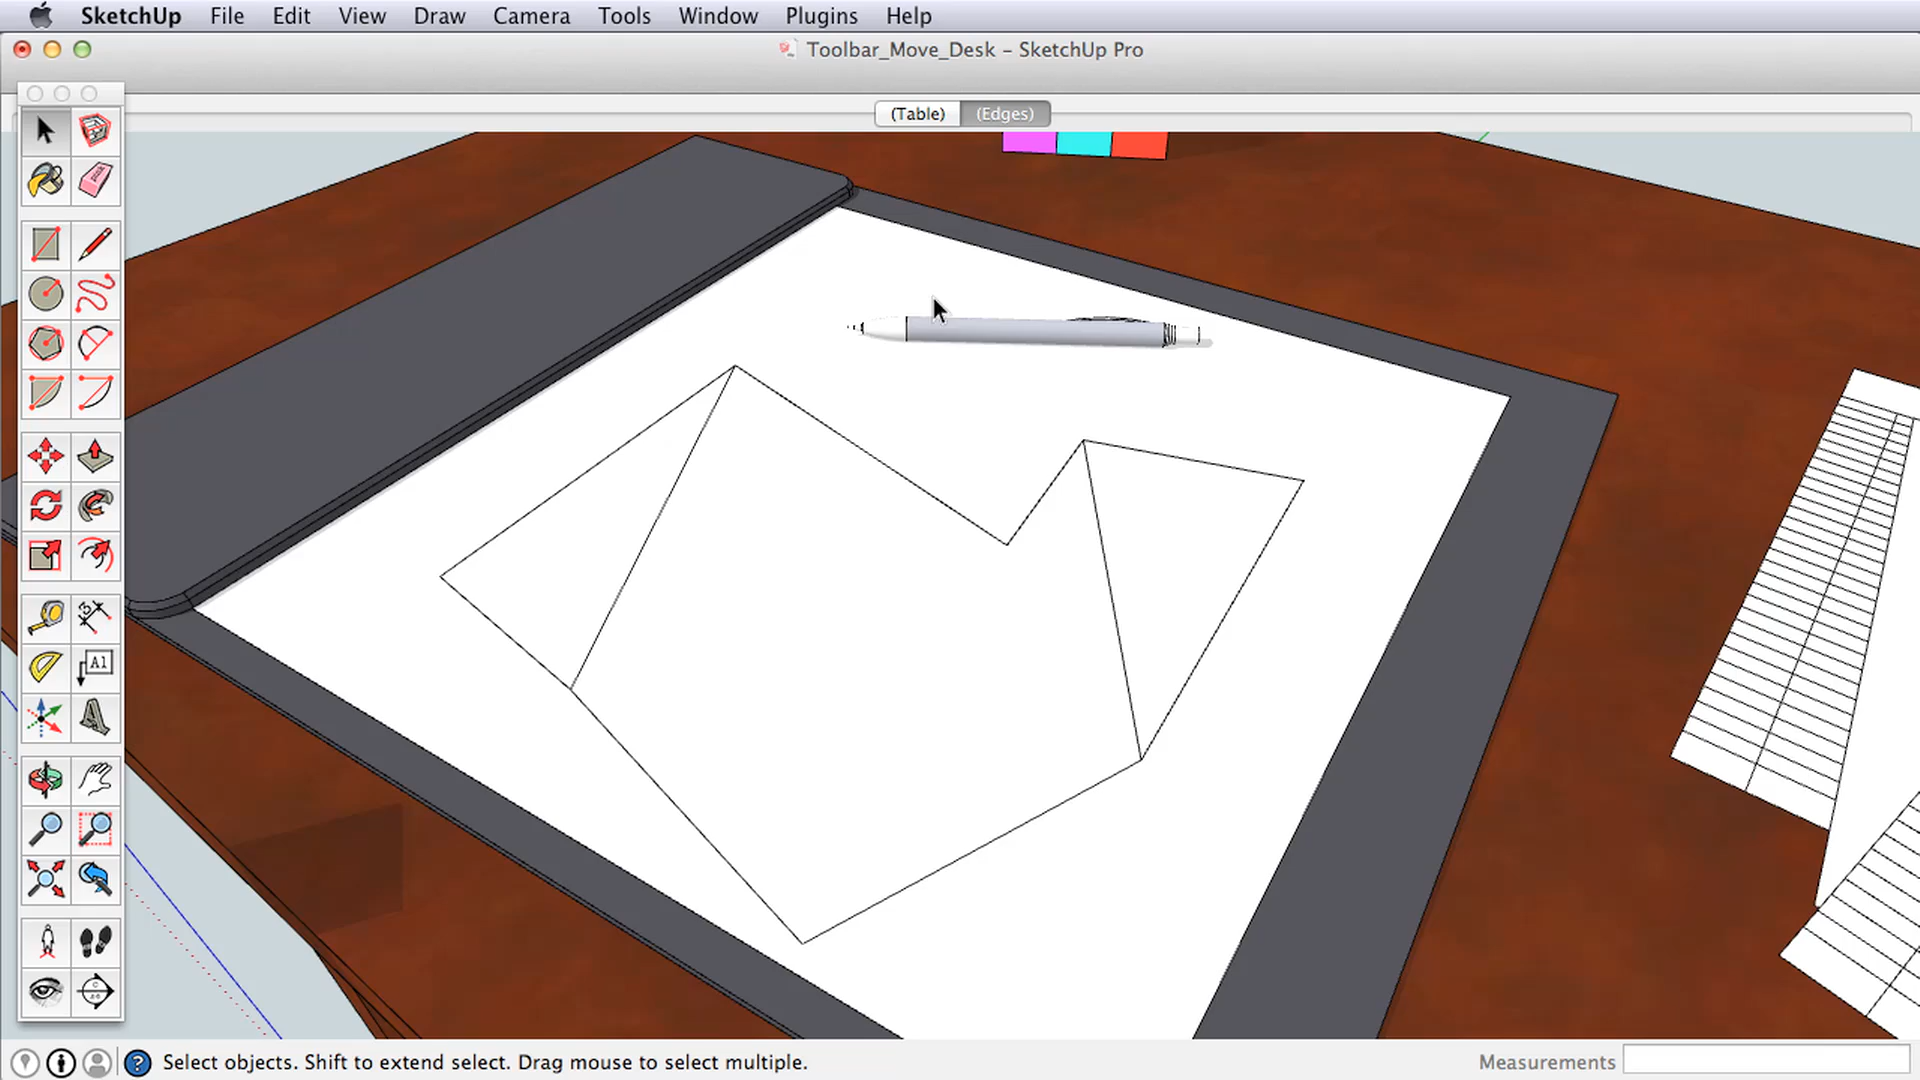 SketchUp File Edit View Draw Camera Tools Window Plugins Help
Toolbar_Move_Desk – SketchUp Pro
(Table) (Edges)
A1
Select objects. Shift to extend select. Drag mouse to select multiple.
Measurements